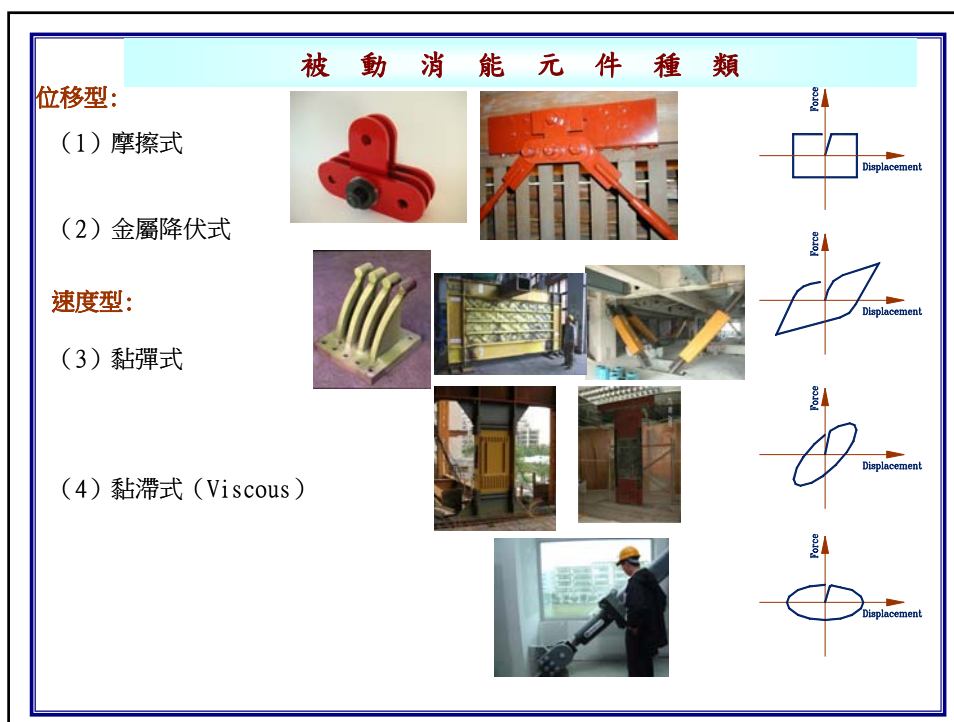 被動消能元件種類
位移型:
（1）摩擦式
（2）金屬降伏式
速度型:
（3）黏彈式
（4）黏滯式（Viscous）
Force
Displacement
Force
Displacement
Force
Displacement
Force
Displacement